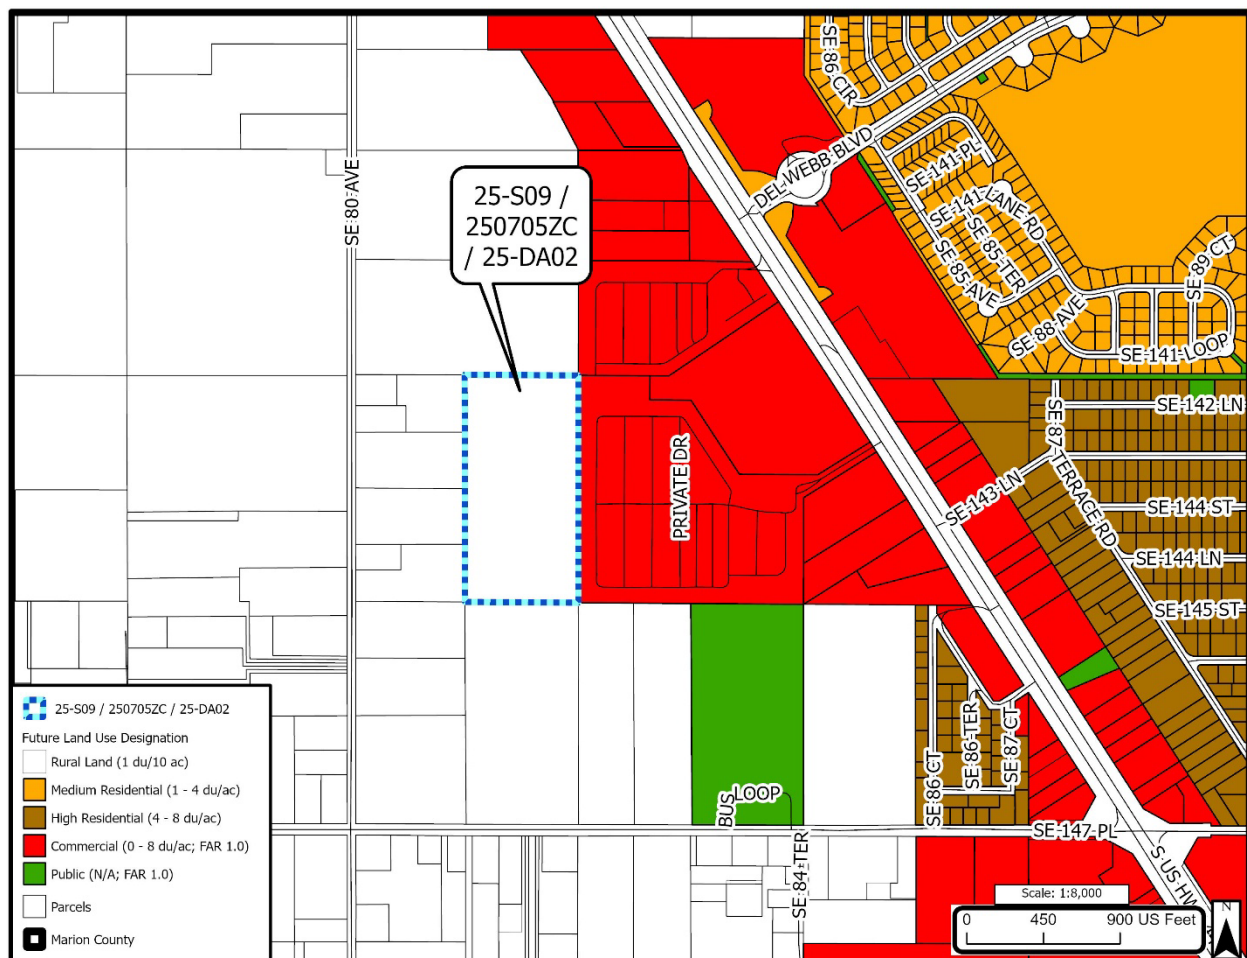 SE 86 CIR
DEL WEBB BLVD
SE 141 PL
SE 141 LANE RD
SE 85 TER
SE 85 AVE
SE 89 CT
SE 88 AVE
SE 141 LOOP
SE 80 AVE
25-S09 /
250705ZC
/ 25-DA02
PRIVATE DR
SE 142 LN
SE 87 TERRACE RD
SE 143 LN
SE 144 ST
SE 144 LN
SE 145 ST
SE 86 CT
SE 86 TER
SE 87 CT
BUS LOOP
SE 84 TER
SE 147 PL
S US HW
25-S09 / 250705ZC / 25-DA02
Future Land Use Designation
Rural Land (1 du/10 ac)
Medium Residential (1 - 4 du/ac)
High Residential (4 - 8 du/ac)
Commercial (0 - 8 du/ac; FAR 1.0)
Public (N/A; FAR 1.0)
Parcels
Marion County
Scale: 1:8,000
0 450 900 US Feet
N